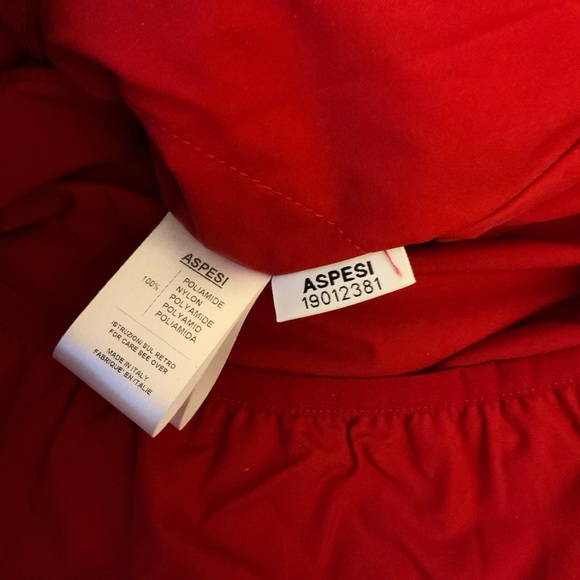 ASPESI
100% POLIAMIDE
NYLON
POLYAMIDE
POLYAMID
POLIAMIDA
ISTRUZIONI SUL RETRO
FOR CARE SEE OVER
MADE IN ITALY
FABRIQUE' EN ITALIE
ASPESI
19012381